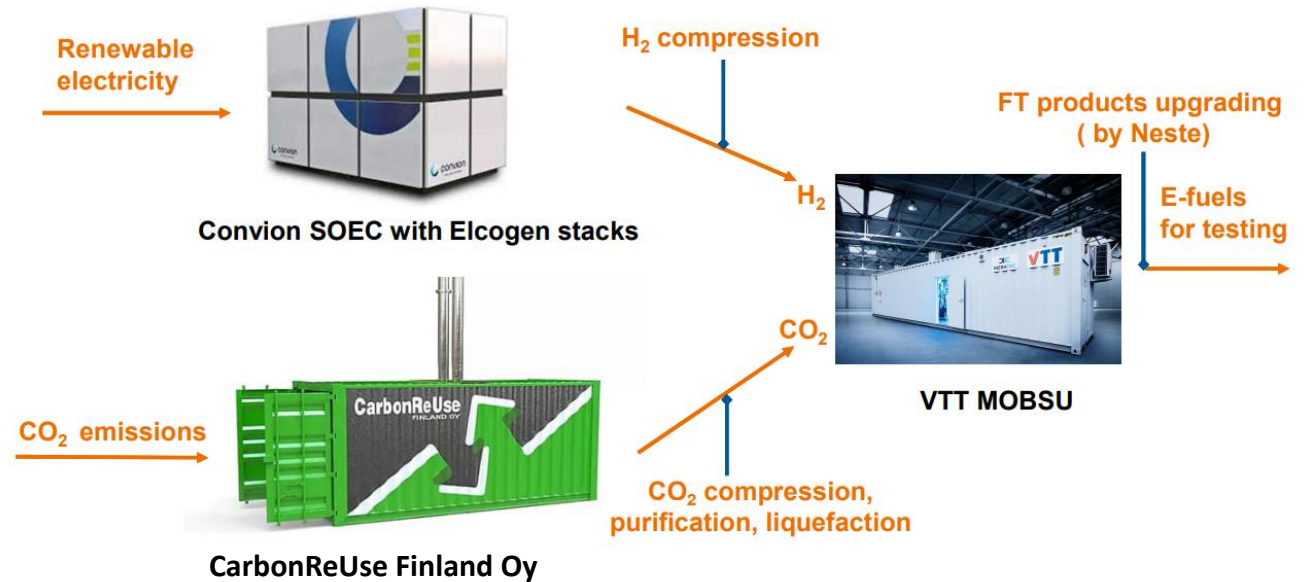 Renewable
electricity
convion
convion
Convion SOEC with Elcogen stacks
H₂ compression
H₂
FT products upgrading
( by Neste)
E-fuels
for testing
VTT
VTT MOBSU
CO₂ emissions
CarbonReUse
FINLAND OY
CarbonReUse Finland Oy
CO₂
CO₂ compression,
purification, liquefaction